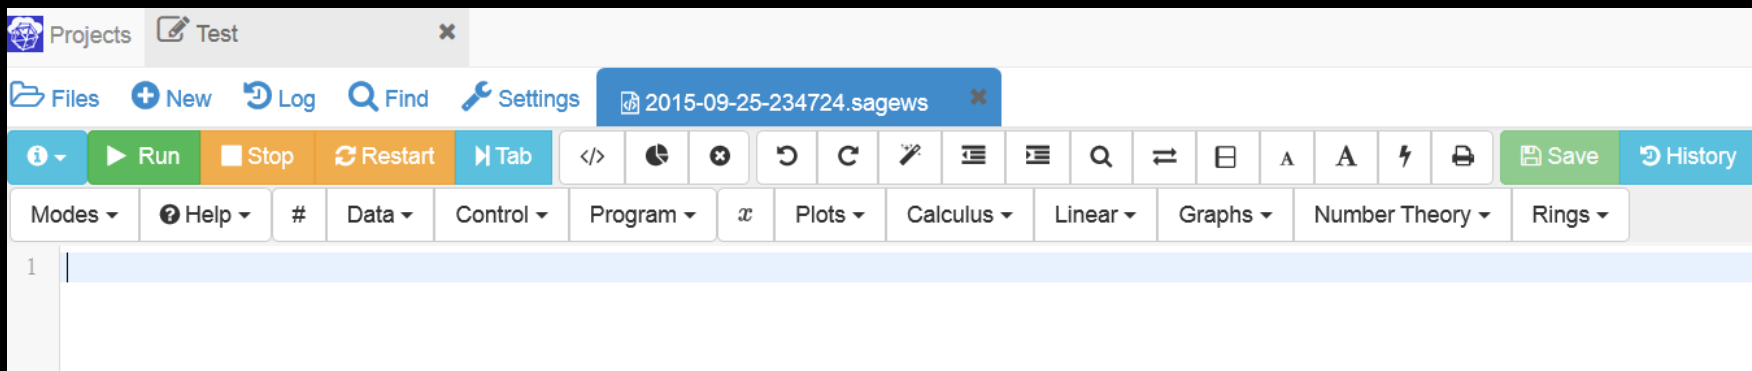 Projects Test
Files New Log Find Settings 2015-09-25-234724.sagews
Run Stop Restart Tab </> A A Save History
Modes Help # Data Control Program x Plots Calculus Linear Graphs Number Theory Rings
1